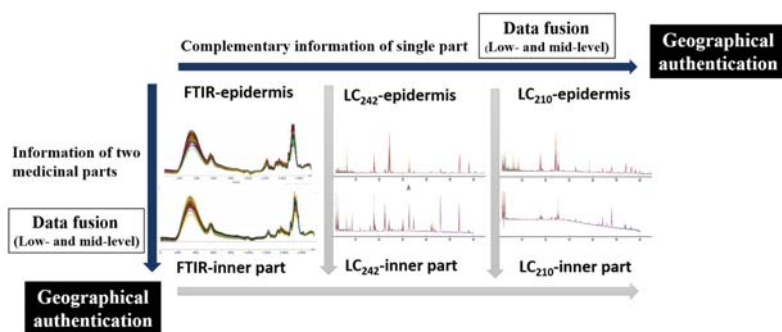 Complementary information of single part
Data fusion
(Low- and mid-level)
Geographical
authentication
FTIR-epidermis
LC₂₄₂-epidermis
LC₂₁₀-epidermis
Information of two
medicinal parts
A
Data fusion
(Low- and mid-level)
FTIR-inner part
LC₂₄₂-inner part
LC₂₁₀-inner part
Geographical
authentication